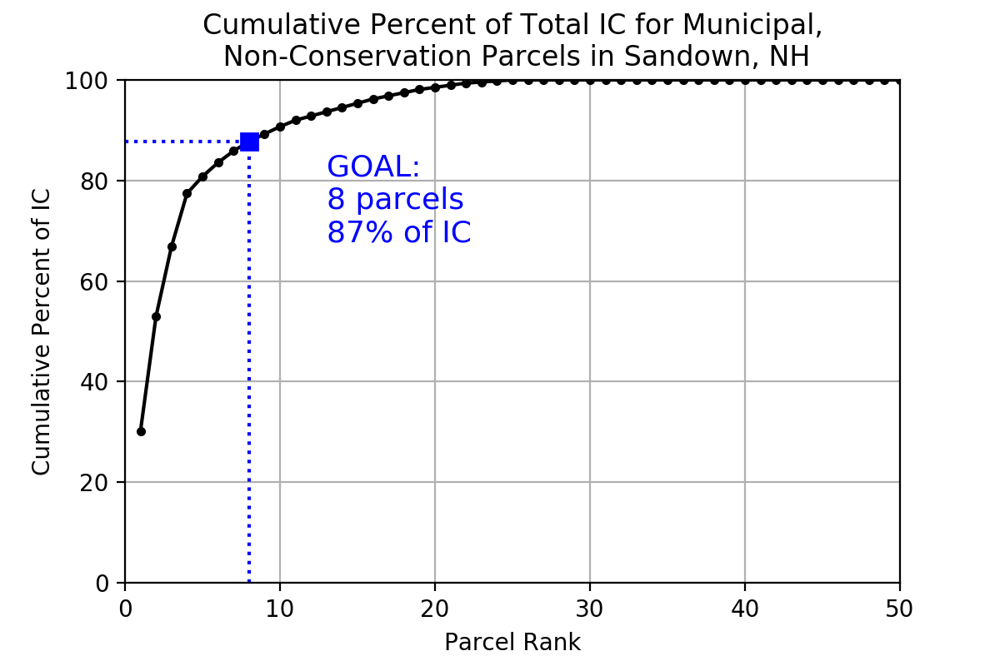 Cumulative Percent of Total IC for Municipal,
Non-Conservation Parcels in Sandown, NH
100
80
60
40
20
0
Cumulative Percent of IC
GOAL:
8 parcels
87% of IC
0 10 20 30 40 50
Parcel Rank